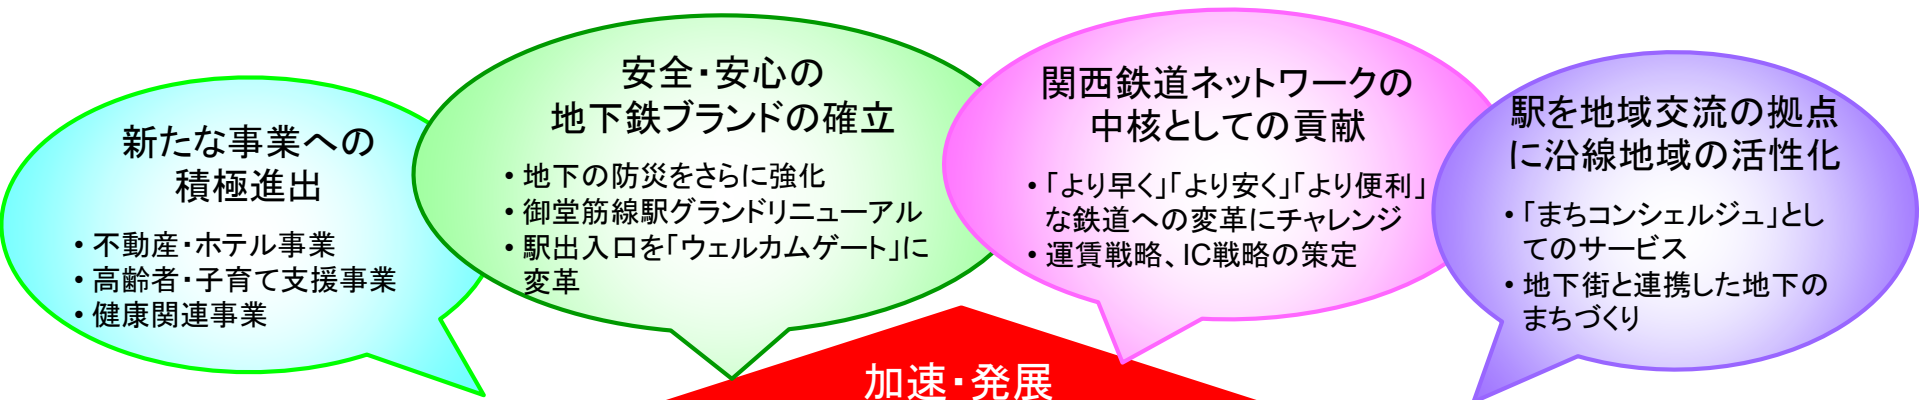 新たな事業への
積極進出
• 不動産・ホテル事業
• 高齢者・子育て支援事業
• 健康関連事業
安全・安心の
地下鉄ブランドの確立
• 地下の防災をさらに強化
• 御堂筋線駅グランドリニューアル
• 駅出入口を「ウェルカムゲート」に
変革
関西鉄道ネットワークの
中核としての貢献
• 「より早く」「より安く」「より便利」
な鉄道への変革にチャレンジ
• 運賃戦略、IC戦略の策定
駅を地域交流の拠点
に沿線地域の活性化
• 「まちコンシェルジュ」とし
てのサービス
• 地下街と連携した地下の
まちづくり
加速・発展